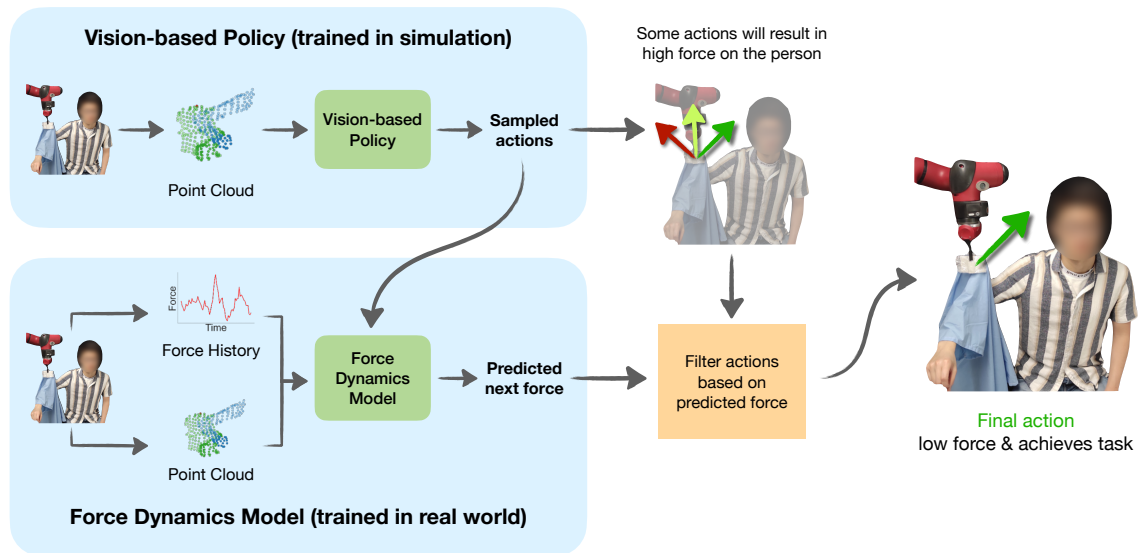 Vision-based Policy (trained in simulation)
Point Cloud
Vision-based
Policy
Sampled
actions
Some actions will result in
high force on the person
Force
Time
Force History
Point Cloud
Force
Dynamics
Model
Predicted
next force
Force Dynamics Model (trained in real world)
Filter actions
based on
predicted force
Final action
low force & achieves task